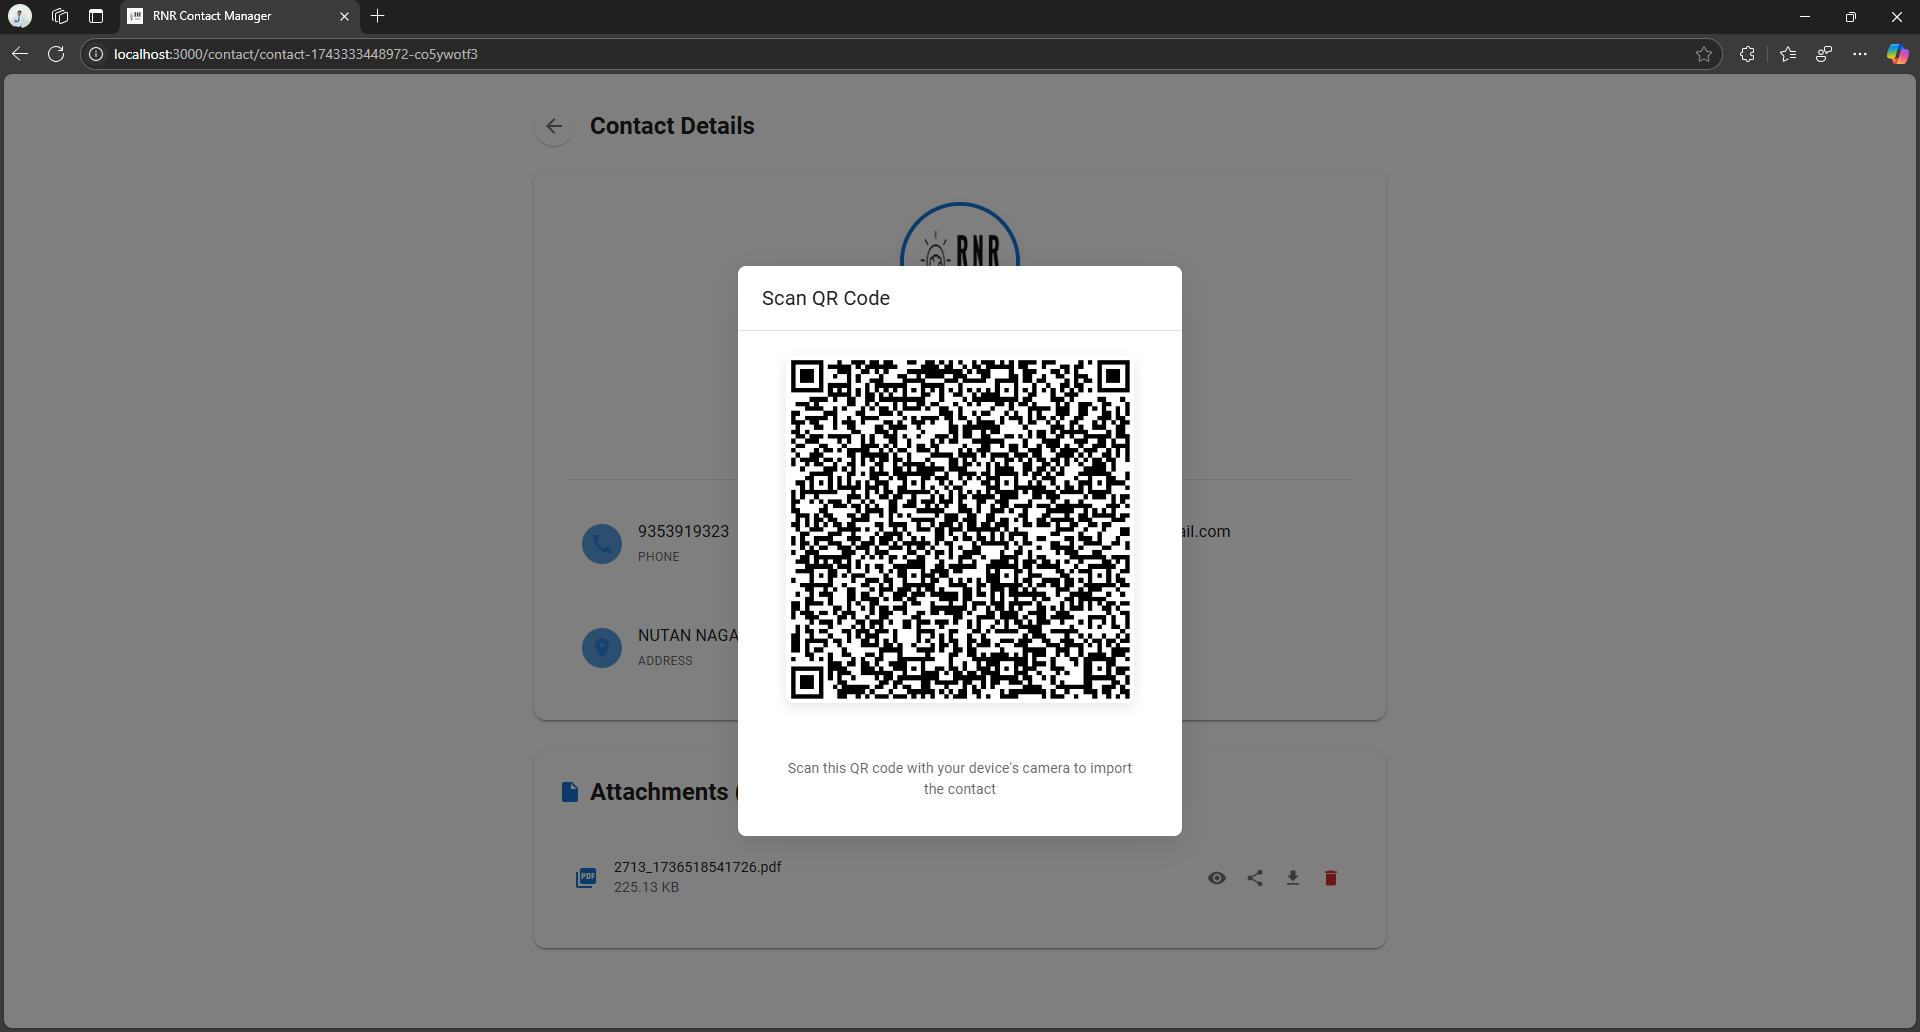 RNR Contact Manager
localhost:3000/contact/contact-1743333448972-co5ywotf3
Contact Details
RNR
Scan QR Code
9353919323
PHONE
ail.com
NUTAN NAGA
ADDRESS
Scan this QR code with your device's camera to import
the contact
Attachments (
PDF
2713_1736518541726.pdf
225.13 KB